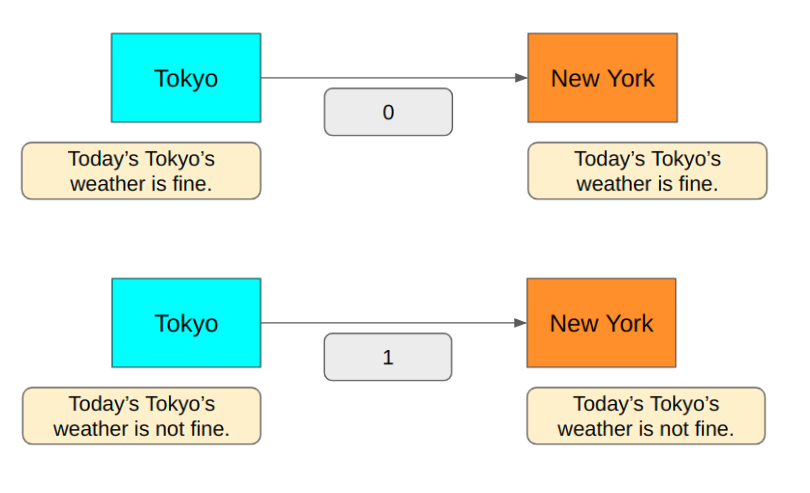 Tokyo
New York
0
Today’s Tokyo’s
weather is fine.
Today’s Tokyo’s
weather is fine.
Tokyo
New York
1
Today’s Tokyo’s
weather is not fine.
Today’s Tokyo’s
weather is not fine.